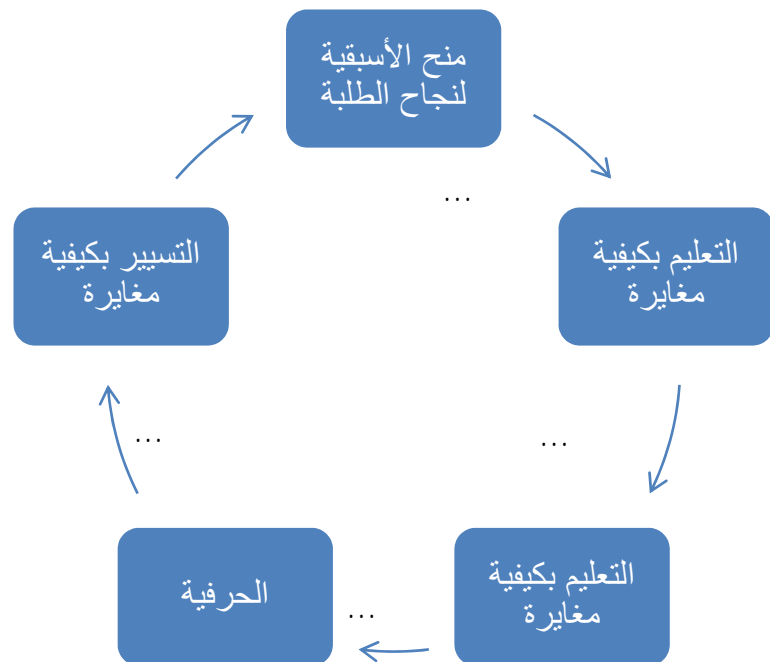 منح الأسبقية
لنجاح الطلبة
...
التعليم بكيفية
مغايرة
...
التعليم بكيفية
مغايرة
...
الحرفية
...
التسيير بكيفية
مغايرة